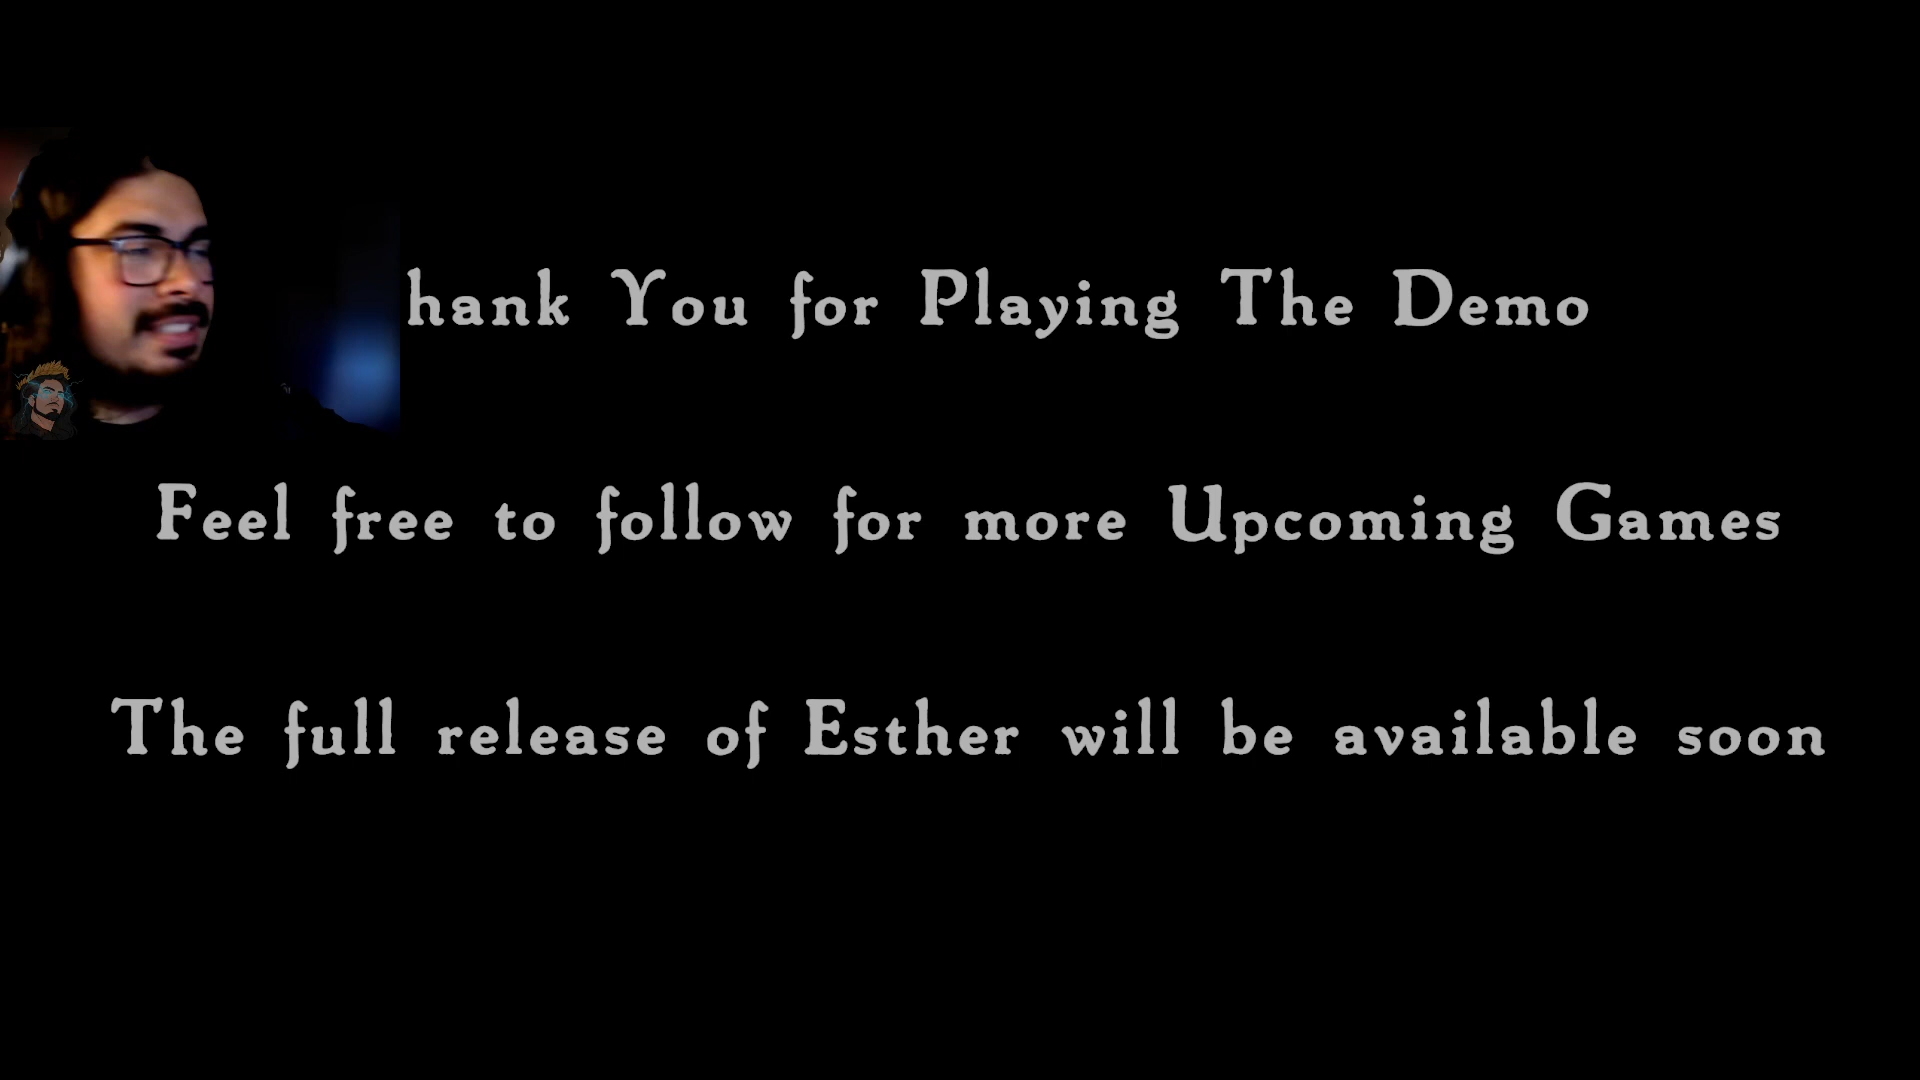 hank You for Playing The Demo
Feel free to follow for more Upcoming Games
The full release of Esther will be available soon